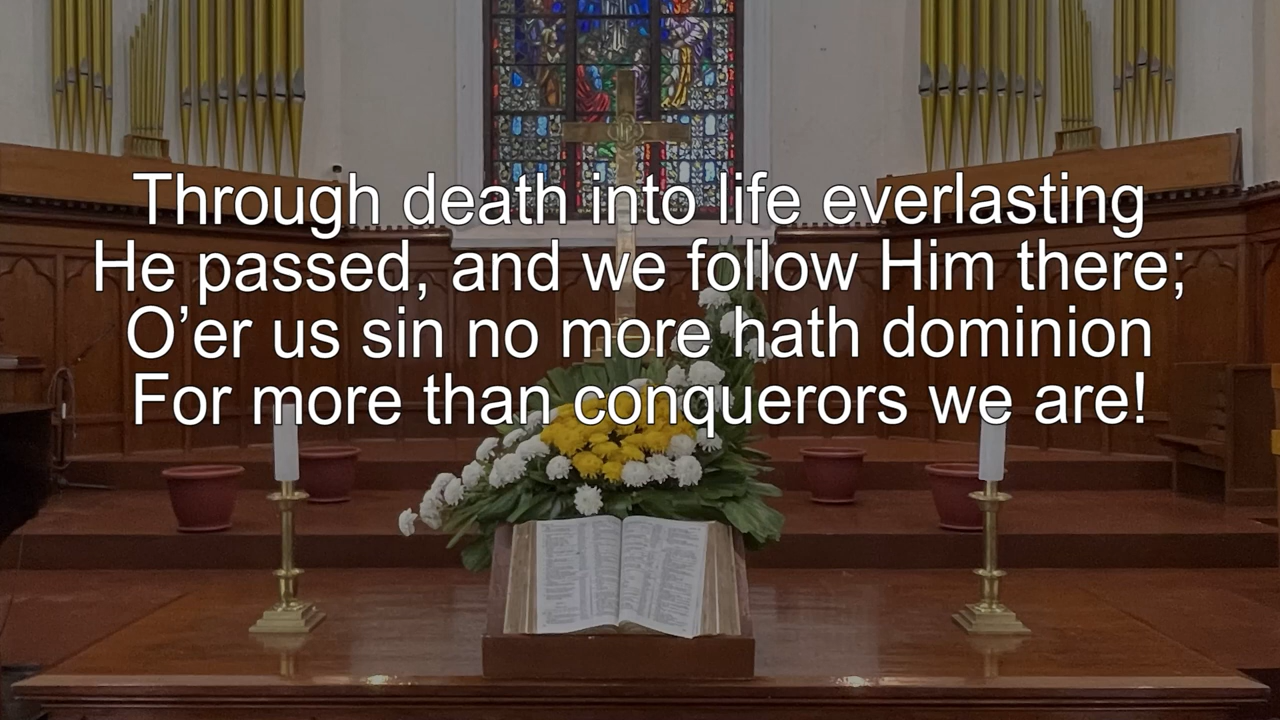 Through death into life everlasting
He passed, and we follow Him there;
O’er us sin no more hath dominion
For more than conquerors we are!